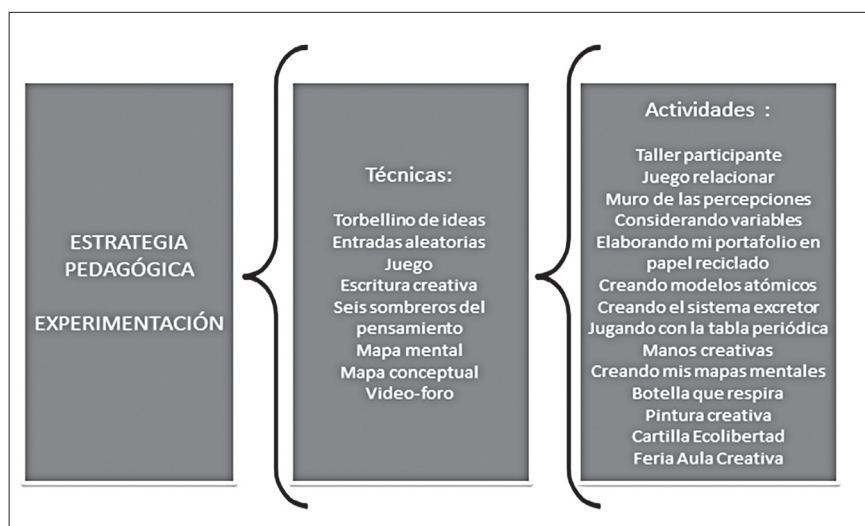 ESTRATEGIA
PEDAGÓGICA
EXPERIMENTACIÓN
Técnicas:
Torbellino de ideas
Entradas aleatorias
Juego
Escritura creativa
Seis sombreros del
pensamiento
Mapa mental
Mapa conceptual
Video-foro
Actividades :
Taller participante
Juego relacionar
Muro de las percepciones
Considerando variables
Elaborando mi portafolio en
papel reciclado
Creando modelos atómicos
Creando el sistema excretor
Jugando con la tabla periódica
Manos creativas
Creando mis mapas mentales
Botella que respira
Pintura creativa
Cartilla Ecolibertad
Feria Aula Creativa